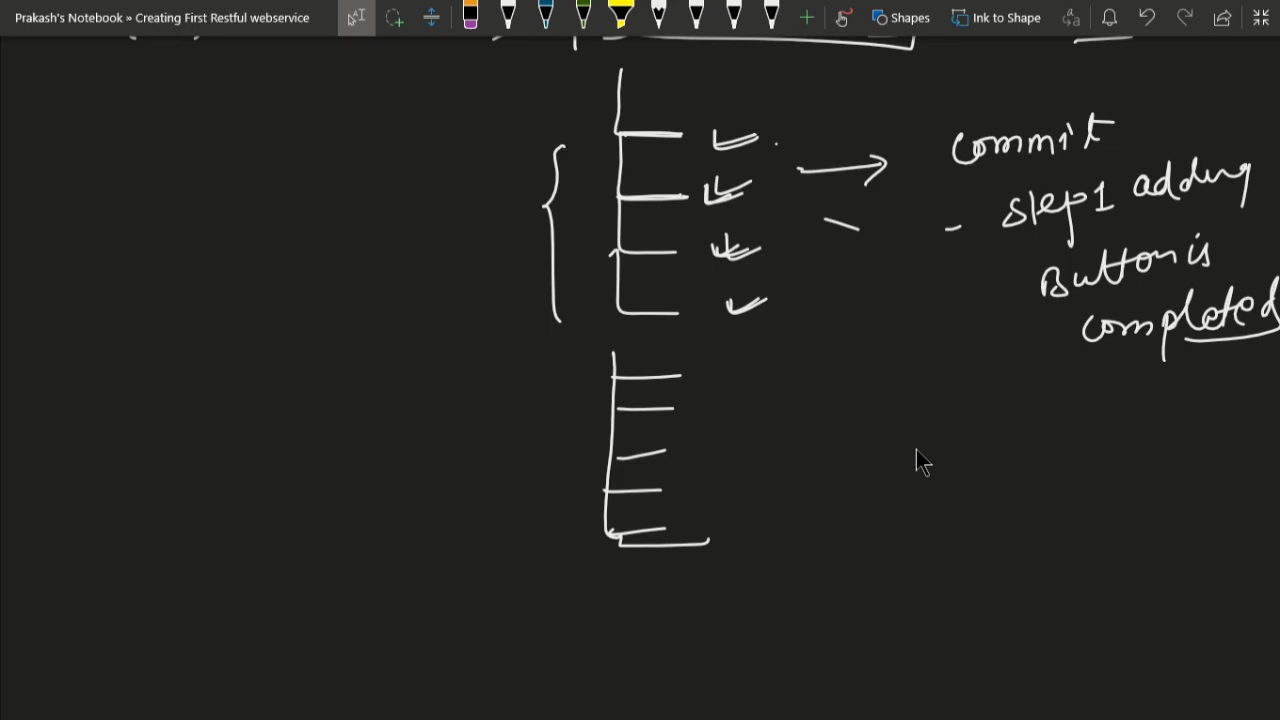 Prakash's Notebook » Creating First Restful webservice
Shapes
Ink to Shape
commit
- step1 adding
Button is
completed